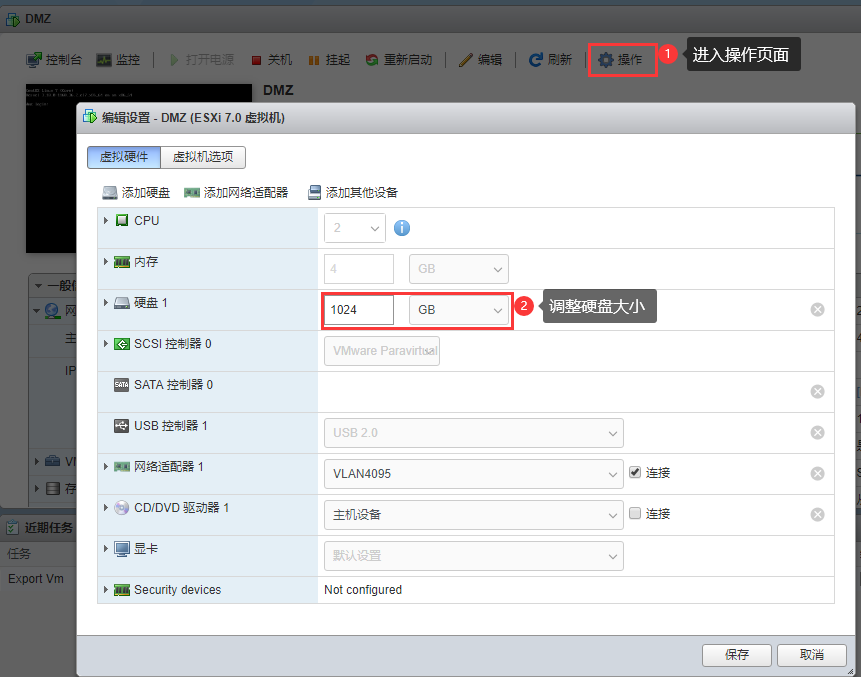 DMZ
控制台 监控 打开电源 关机 挂起 重新启动 编辑 刷新 操作 1 进入操作页面
DMZ
编辑设置 - DMZ (ESXi 7.0 虚拟机)
虚拟硬件 虚拟机选项
添加硬盘 添加网络适配器 添加其他设备
CPU 2
内存 4 GB
一般信
硬盘 1 1024 GB 2 调整硬盘大小
网
主
SCSI 控制器 0 VMware Paravirtual
IP
SATA 控制器 0
USB 控制器 1 USB 2.0
VM
网络适配器 1 VLAN4095 连接
存
CD/DVD 驱动器 1 主机设备 连接
近期任务
任务
显卡 默认设置
Export Vm
Security devices Not configured
保存 取消